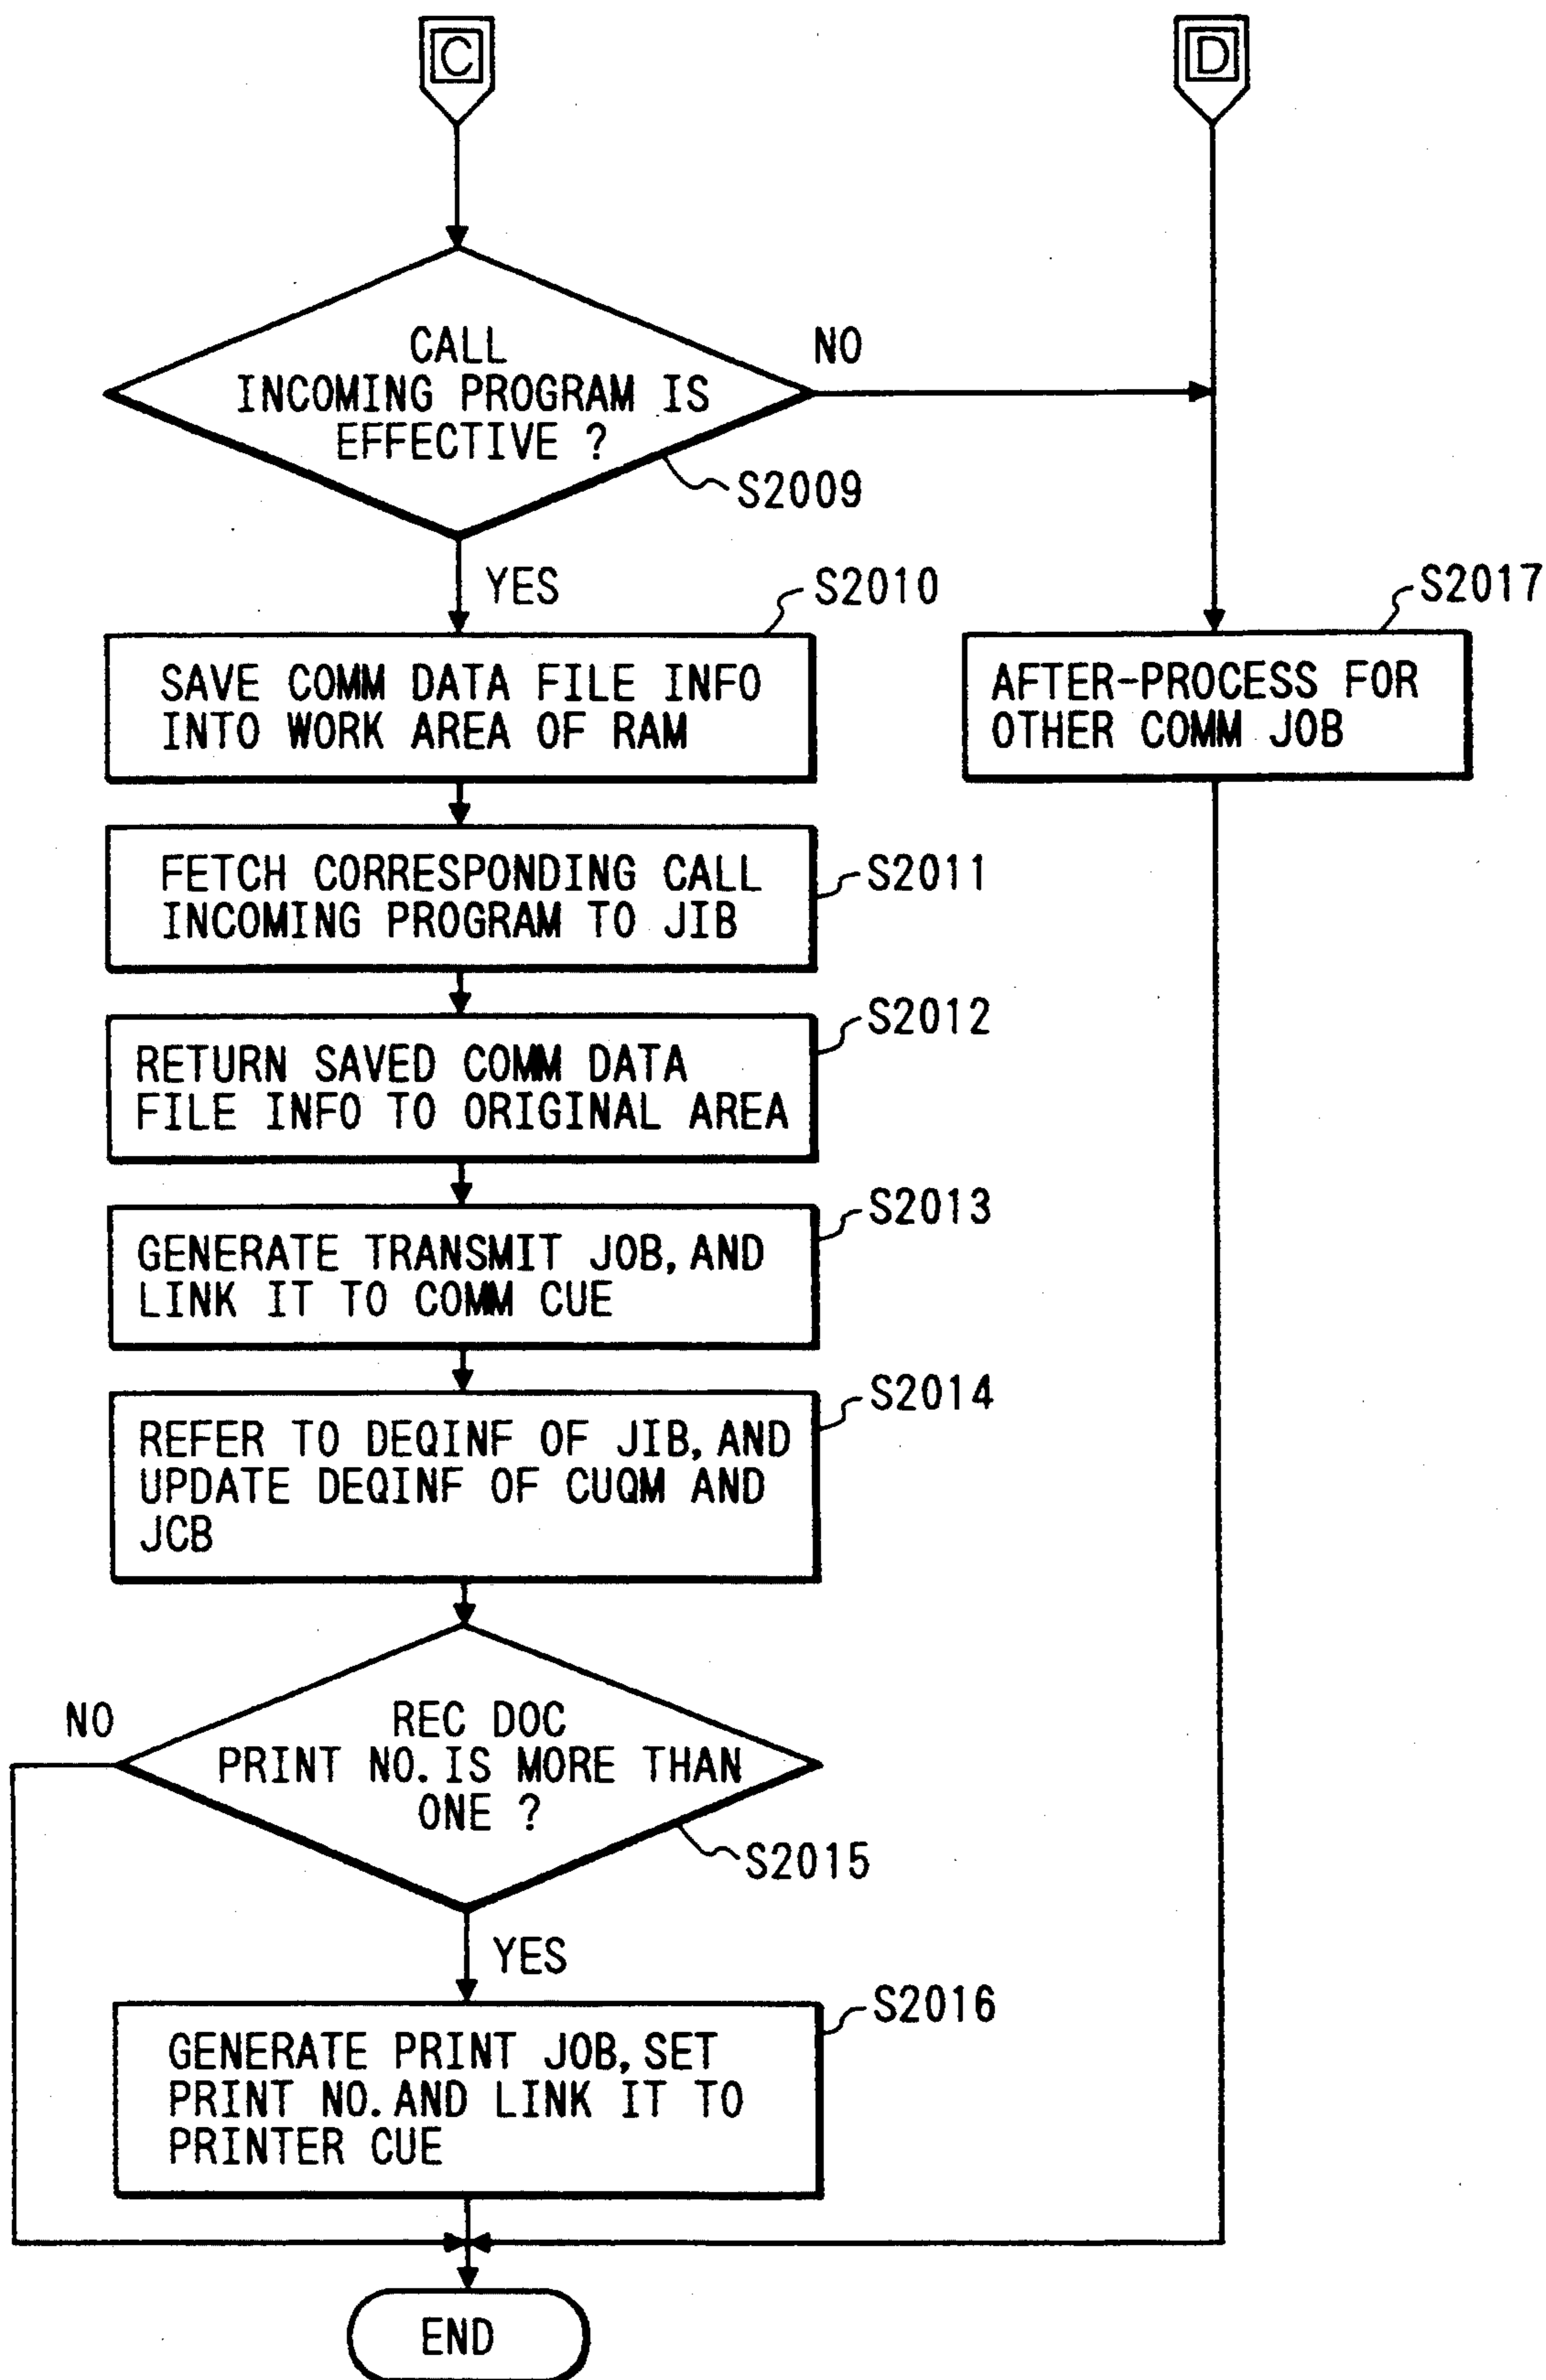 C
D
CALL
INCOMING PROGRAM IS
EFFECTIVE ?
NO
S2009
YES
S2010
SAVE COMM DATA FILE INFO
INTO WORK AREA OF RAM
S2017
AFTER-PROCESS FOR
OTHER COMM JOB
FETCH CORRESPONDING CALL
INCOMING PROGRAM TO JIB
S2011
S2012
RETURN SAVED COMM DATA
FILE INFO TO ORIGINAL AREA
S2013
GENERATE TRANSMIT JOB, AND
LINK IT TO COMM CUE
S2014
REFER TO DEQINF OF JIB, AND
UPDATE DEQINF OF CUQM AND
JCB
NO
REC DOC
PRINT NO. IS MORE THAN
ONE ?
S2015
YES
S2016
GENERATE PRINT JOB, SET
PRINT NO. AND LINK IT TO
PRINTER CUE
END